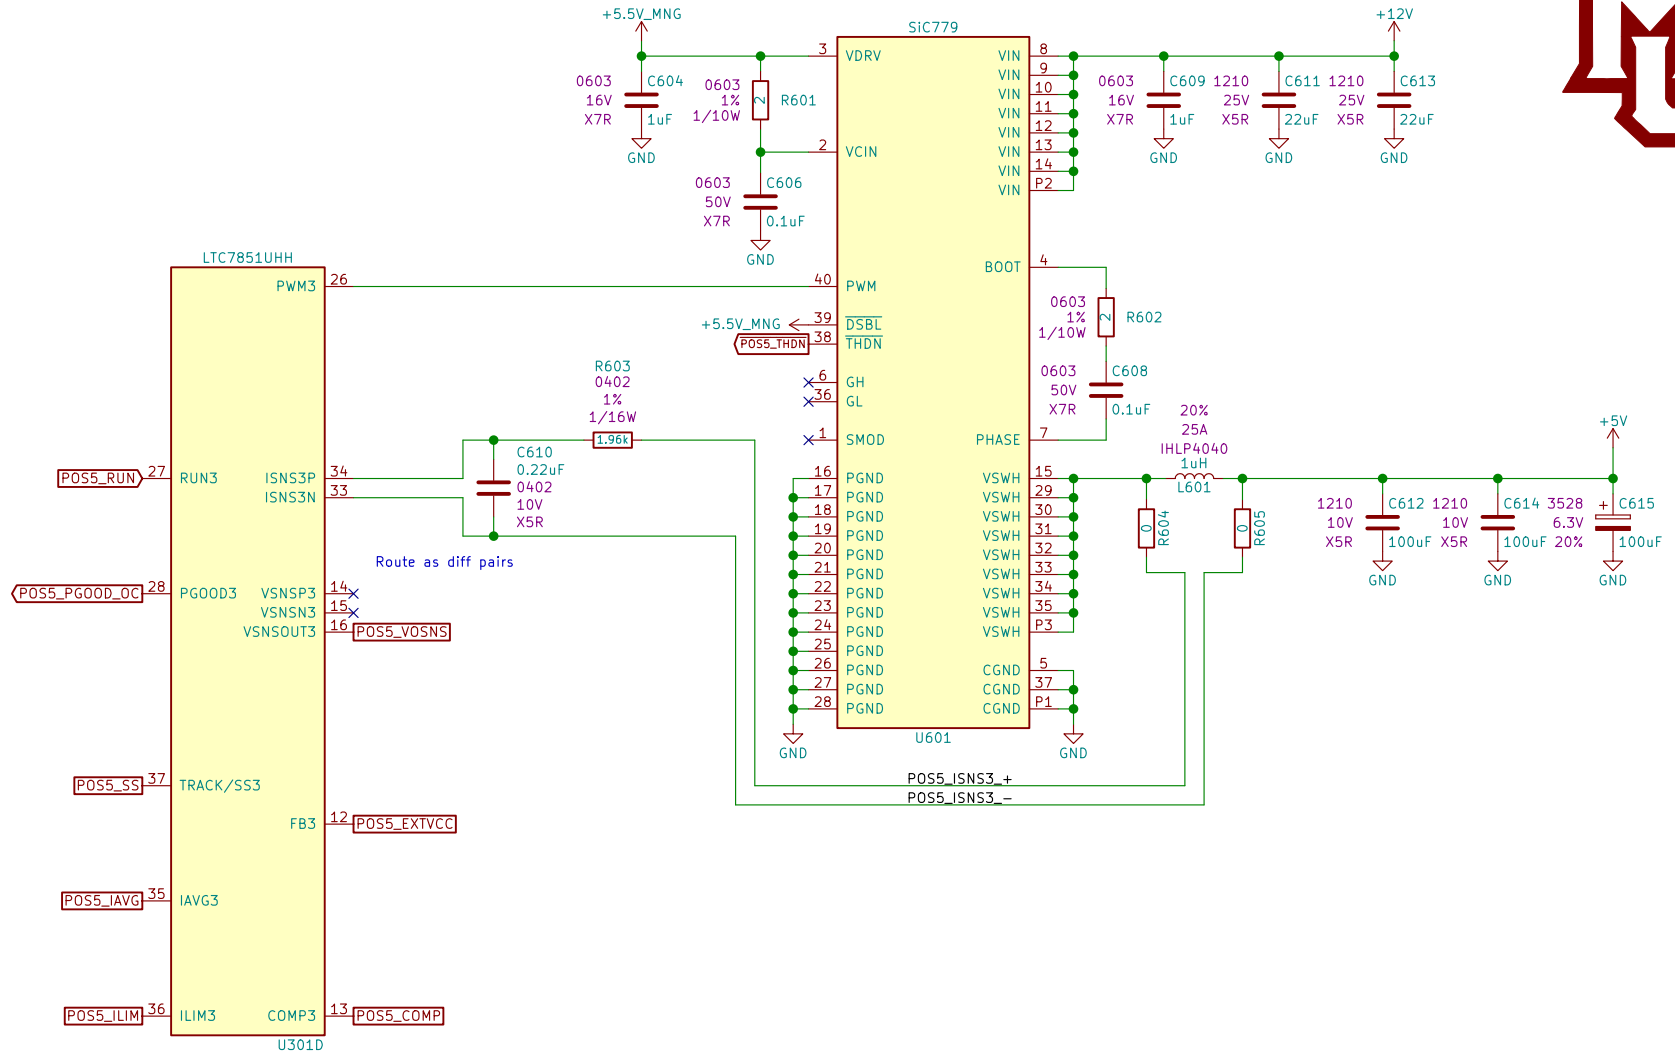 +5.5V_MNG
SiC779
+12V
3 VDRV
VIN 8
VIN 9
VIN 10
VIN 11
VIN 12
VIN 13
VIN 14
VIN P2
0603 C604
16V
X7R 1uF
GND
0603
1%
1/10W
2 R601
2 VCIN
0603 C606
50V
X7R 0.1uF
GND
0603 C609
16V
X7R 1uF
GND
1210 C611
25V
X5R 22uF
GND
1210 C613
25V
X5R 22uF
GND
LTC7851UHH
PWM3 26
40 PWM
BOOT 4
+5.5V_MNG 39 DSBL
POS5_THDN 38 THDN
6 GH
36 GL
1 SMOD
PHASE 7
0603
1%
1/10W
2 R602
0603 C608
50V
X7R 0.1uF
R603
0402
1%
1/16W
1.96k
C610
0.22uF
0402
10V
X5R
20%
25A
IHLP4040
1uH
L601
+5V
POS5_RUN 27 RUN3
ISNS3P 34
ISNS3N 33
Route as diff pairs
POS5_PGOOD_OC 28 PGOOD3
VSNSP3 14
VSNSN3 15
VSNSOUT3 16 POS5_VOSNS
16 PGND
17 PGND
18 PGND
19 PGND
20 PGND
21 PGND
22 PGND
23 PGND
24 PGND
25 PGND
26 PGND
27 PGND
28 PGND
GND
VSWH 15
VSWH 29
VSWH 30
VSWH 31
VSWH 32
VSWH 33
VSWH 34
VSWH 35
VSWH P3
CGND 5
CGND 37
CGND P1
GND
U601
0 R604
0 R605
1210 C612
10V
X5R 100uF
GND
1210 C614
10V
X5R 100uF
GND
3528 + C615
6.3V
20% 100uF
GND
POS5_ISNS3_+
POS5_ISNS3_-
POS5_SS 37 TRACK/SS3
FB3 12 POS5_EXTVCC
POS5_IAVG 35 IAVG3
POS5_ILIM 36 ILIM3
COMP3 13 POS5_COMP
U301D